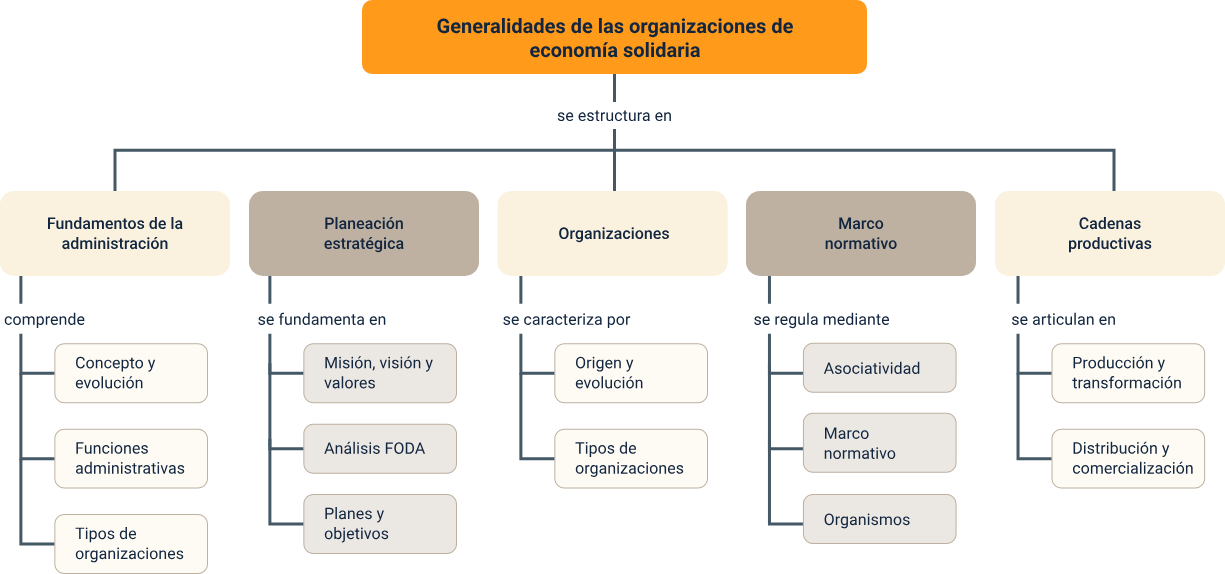 Generalidades de las organizaciones de
economía solidaria
se estructura en
Fundamentos de la
administración
comprende
Concepto y
evolución
Funciones
administrativas
Tipos de
organizaciones
Planeación
estratégica
se fundamenta en
Misión, visión y
valores
Análisis FODA
Planes y
objetivos
Organizaciones
se caracteriza por
Origen y
evolución
Tipos de
organizaciones
Marco
normativo
se regula mediante
Asociatividad
Marco
normativo
Organismos
Cadenas
productivas
se articulan en
Producción y
transformación
Distribución y
comercialización